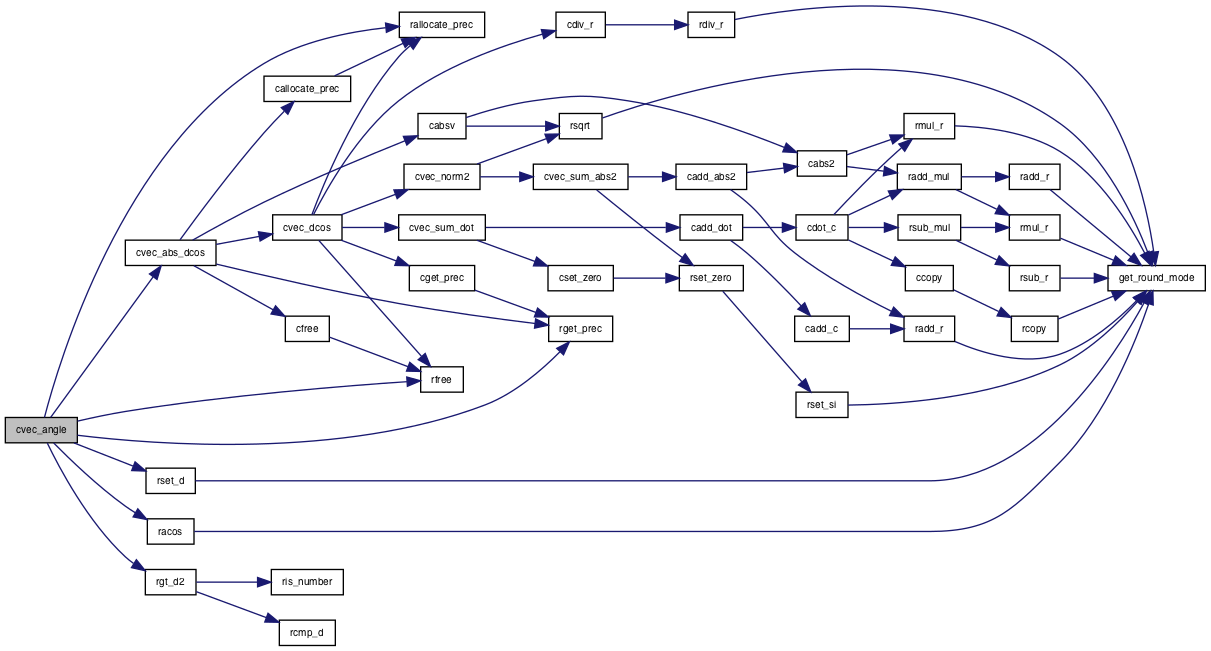 rallocate_prec
cdiv_r
rdiv_r
callocate_prec
cabsv
rsqrt
rmul_r
cabs2
cvec_norm2
cvec_sum_abs2
cadd_abs2
radd_mul
radd_r
cvec_dcos
cvec_sum_dot
cadd_dot
cdot_c
rsub_mul
rmul_r
cvec_abs_dcos
cget_prec
cset_zero
rset_zero
ccopy
rsub_r
get_round_mode
cfree
rget_prec
cadd_c
radd_r
rcopy
rfree
rset_si
cvec_angle
rset_d
racos
rgt_d2
ris_number
rcmp_d